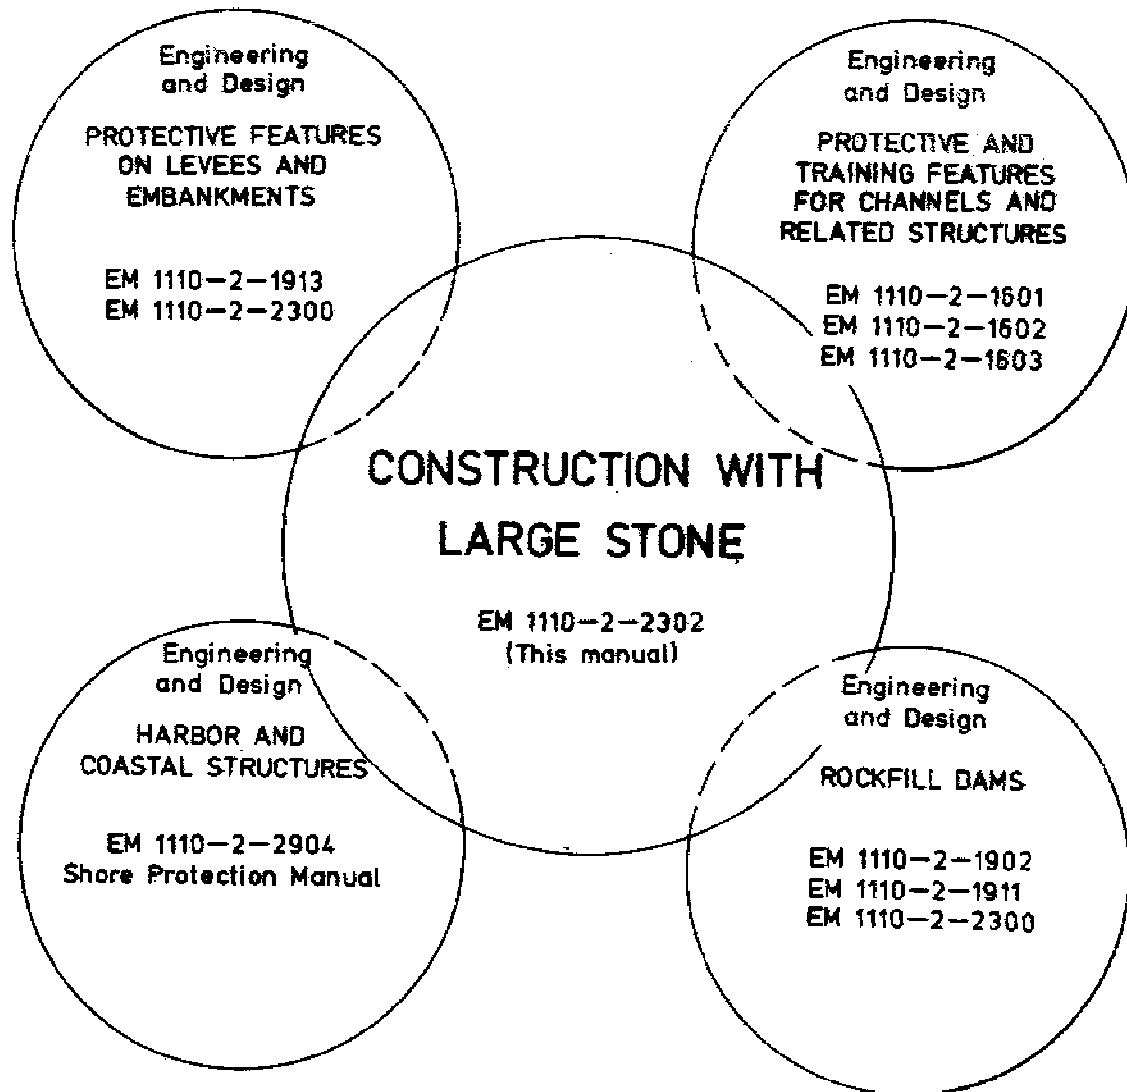 Engineering
and Design
PROTECTIVE FEATURES
ON LEVEES AND
EMBANKMENTS
EM 1110-2-1913
EM 1110-2-2300
Engineering
and Design
PROTECTIVE AND
TRAINING FEATURES
FOR CHANNELS AND
RELATED STRUCTURES
EM 1110-2-1601
EM 1110-2-1602
EM 1110-2-1603
CONSTRUCTION WITH
LARGE STONE
EM 1110-2-2302
(This manual)
Engineering
and Design
HARBOR AND
COASTAL STRUCTURES
EM 1110-2-2904
Shore Protection Manual
Engineering
and Design
ROCKFILL DAMS
EM 1110-2-1902
EM 1110-2-1911
EM 1110-2-2300